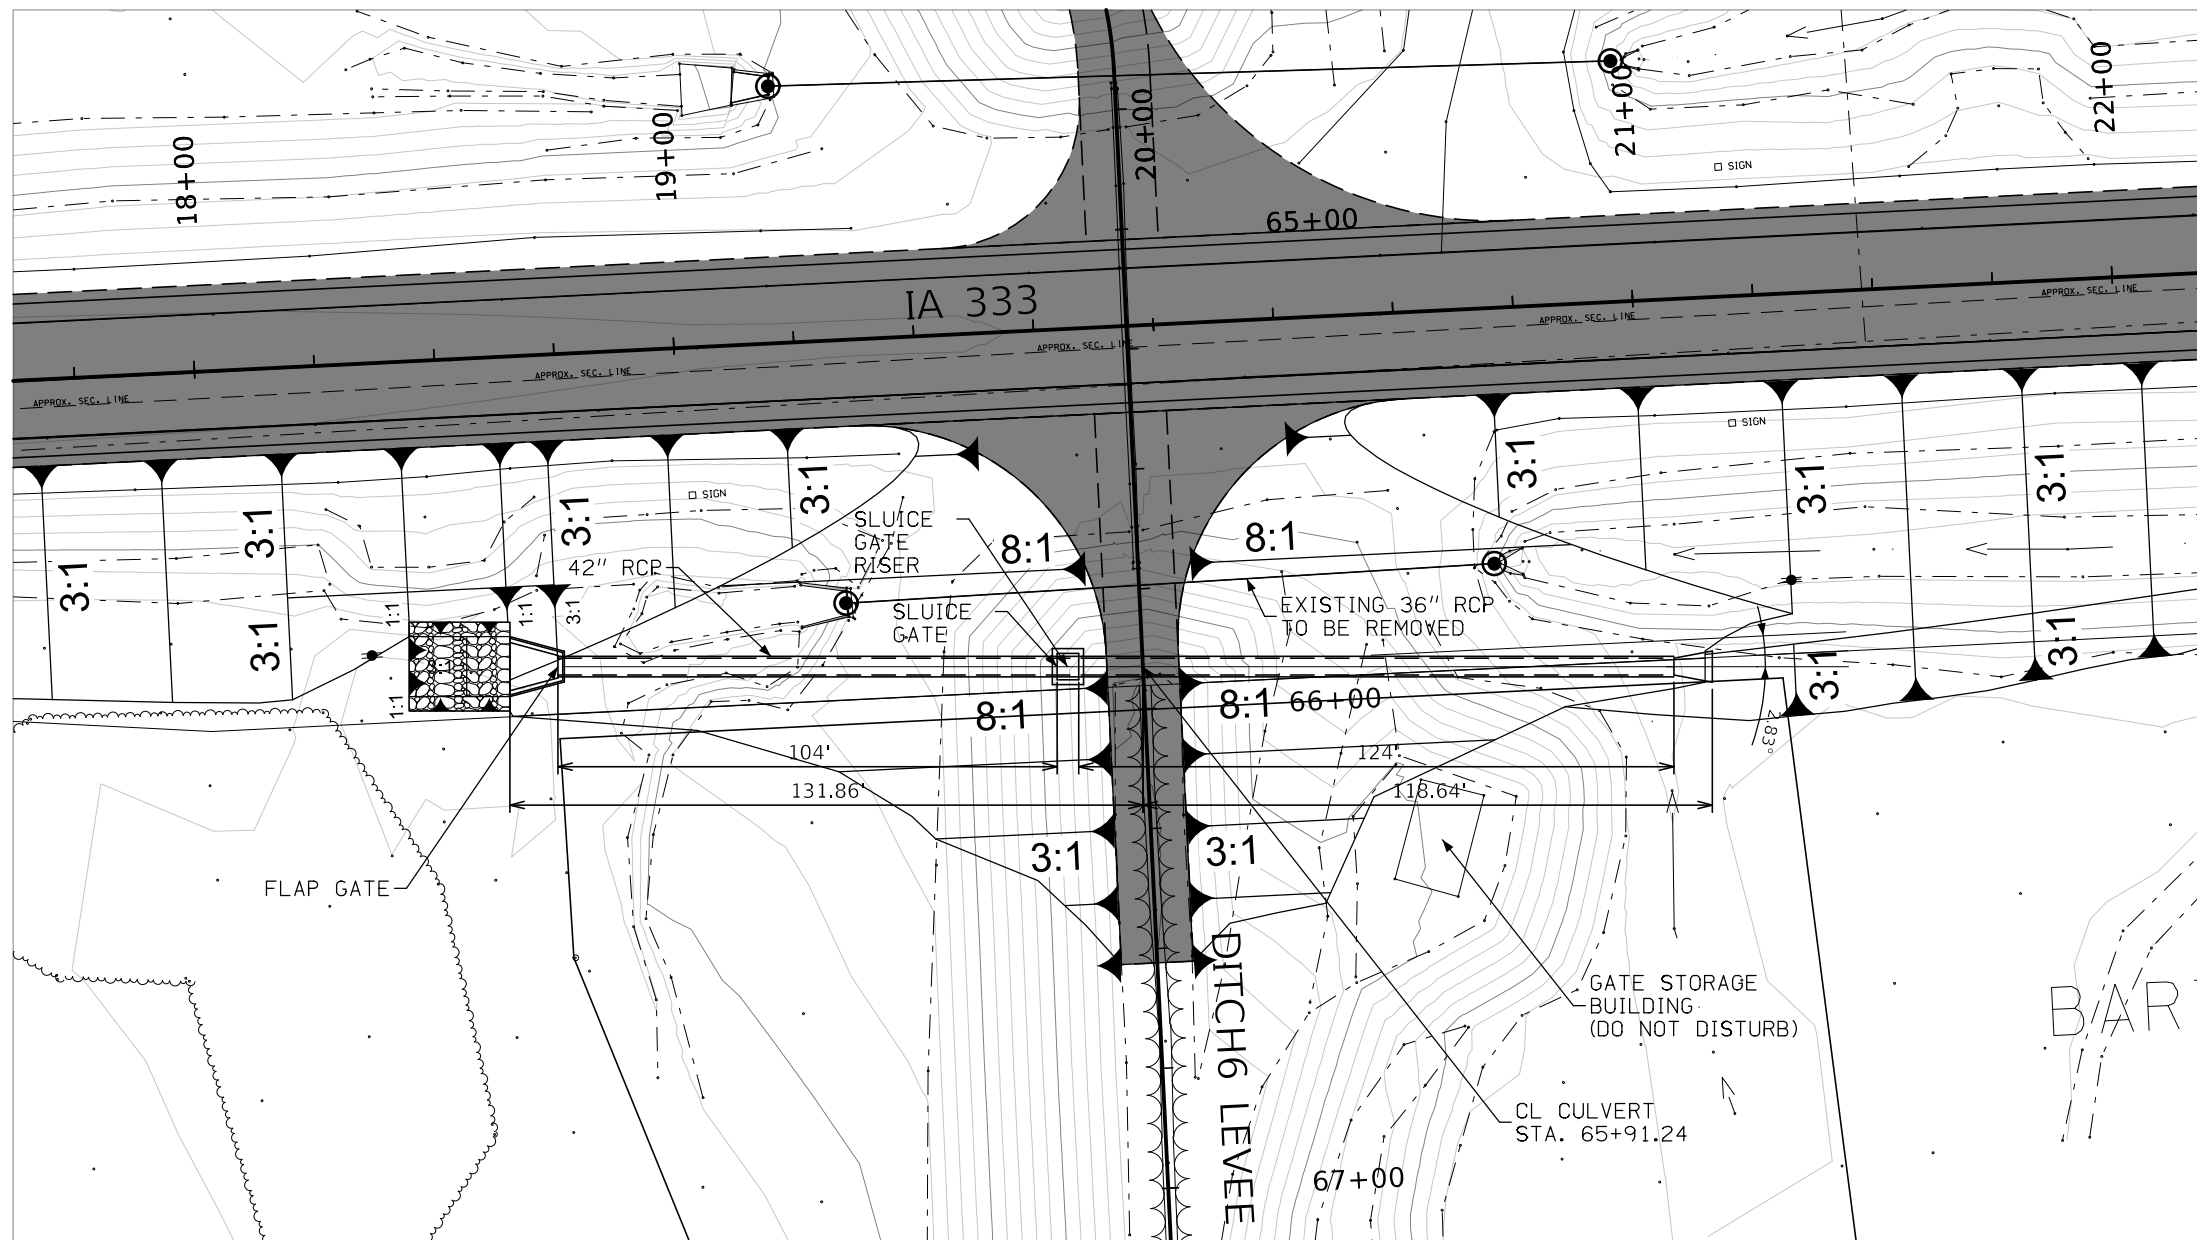 18+00
19+00
20+00
21+00
22+00
SIGN
65+00
IA 333
APPROX. SEC. LINE
APPROX. SEC. LINE
APPROX. SEC. LINE
APPROX. SEC. LINE
APPROX. SEC. LINE
SIGN
SIGN
3:1
3:1
3:1
3:1
3:1
3:1
3:1
3:1
SLUICE
GATE
RISER
8:1
8:1
42" RCP
SLUICE
GATE
EXISTING 36" RCP
TO BE REMOVED
1:1
1:1
3:1
1:1
3:1
3:1
8:1
8:1
66+00
2.83°
104'
124'
131.86'
118.64'
3:1
3:1
FLAP GATE
DITCH6 LEVEE
GATE STORAGE
BUILDING
(DO NOT DISTURB)
BAR
CL CULVERT
STA. 65+91.24
67+00